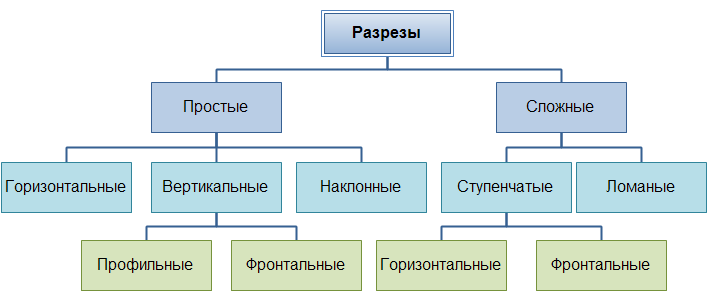 Разрезы
Простые
Сложные
Горизонтальные
Вертикальные
Наклонные
Ступенчатые
Ломаные
Профильные
Фронтальные
Горизонтальные
Фронтальные